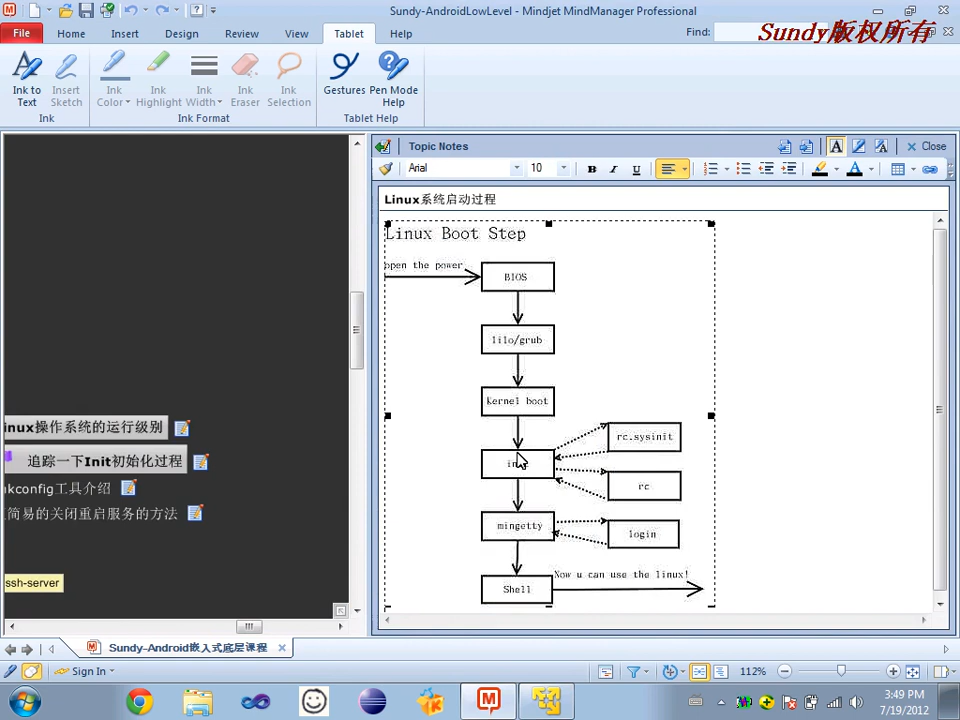 Sundy-AndroidLowLevel - Mindjet MindManager Professional
File Home Insert Design Review View Tablet Help
Find:
Sundy版权所有
Ink to Text
Insert Sketch
Ink Color
Ink Highlight
Ink Width
Ink Eraser
Ink Selection
Gestures
Pen Mode Help
Ink
Ink Format
Tablet Help
Topic Notes
Close
Arial 10 B I U
Linux系统启动过程
Linux Boot Step
open the power
BIOS
lilo/grub
Kernel boot
rc.sysinit
rc
mingetty
login
Now u can use the linux!
Shell
inux操作系统的运行级别
追踪一下Init初始化过程
kconfig工具介绍
简易的关闭重启服务的方法
ssh-server
Sundy-Android嵌入式底层课程
Sign In
112%
3:49 PM
7/19/2012